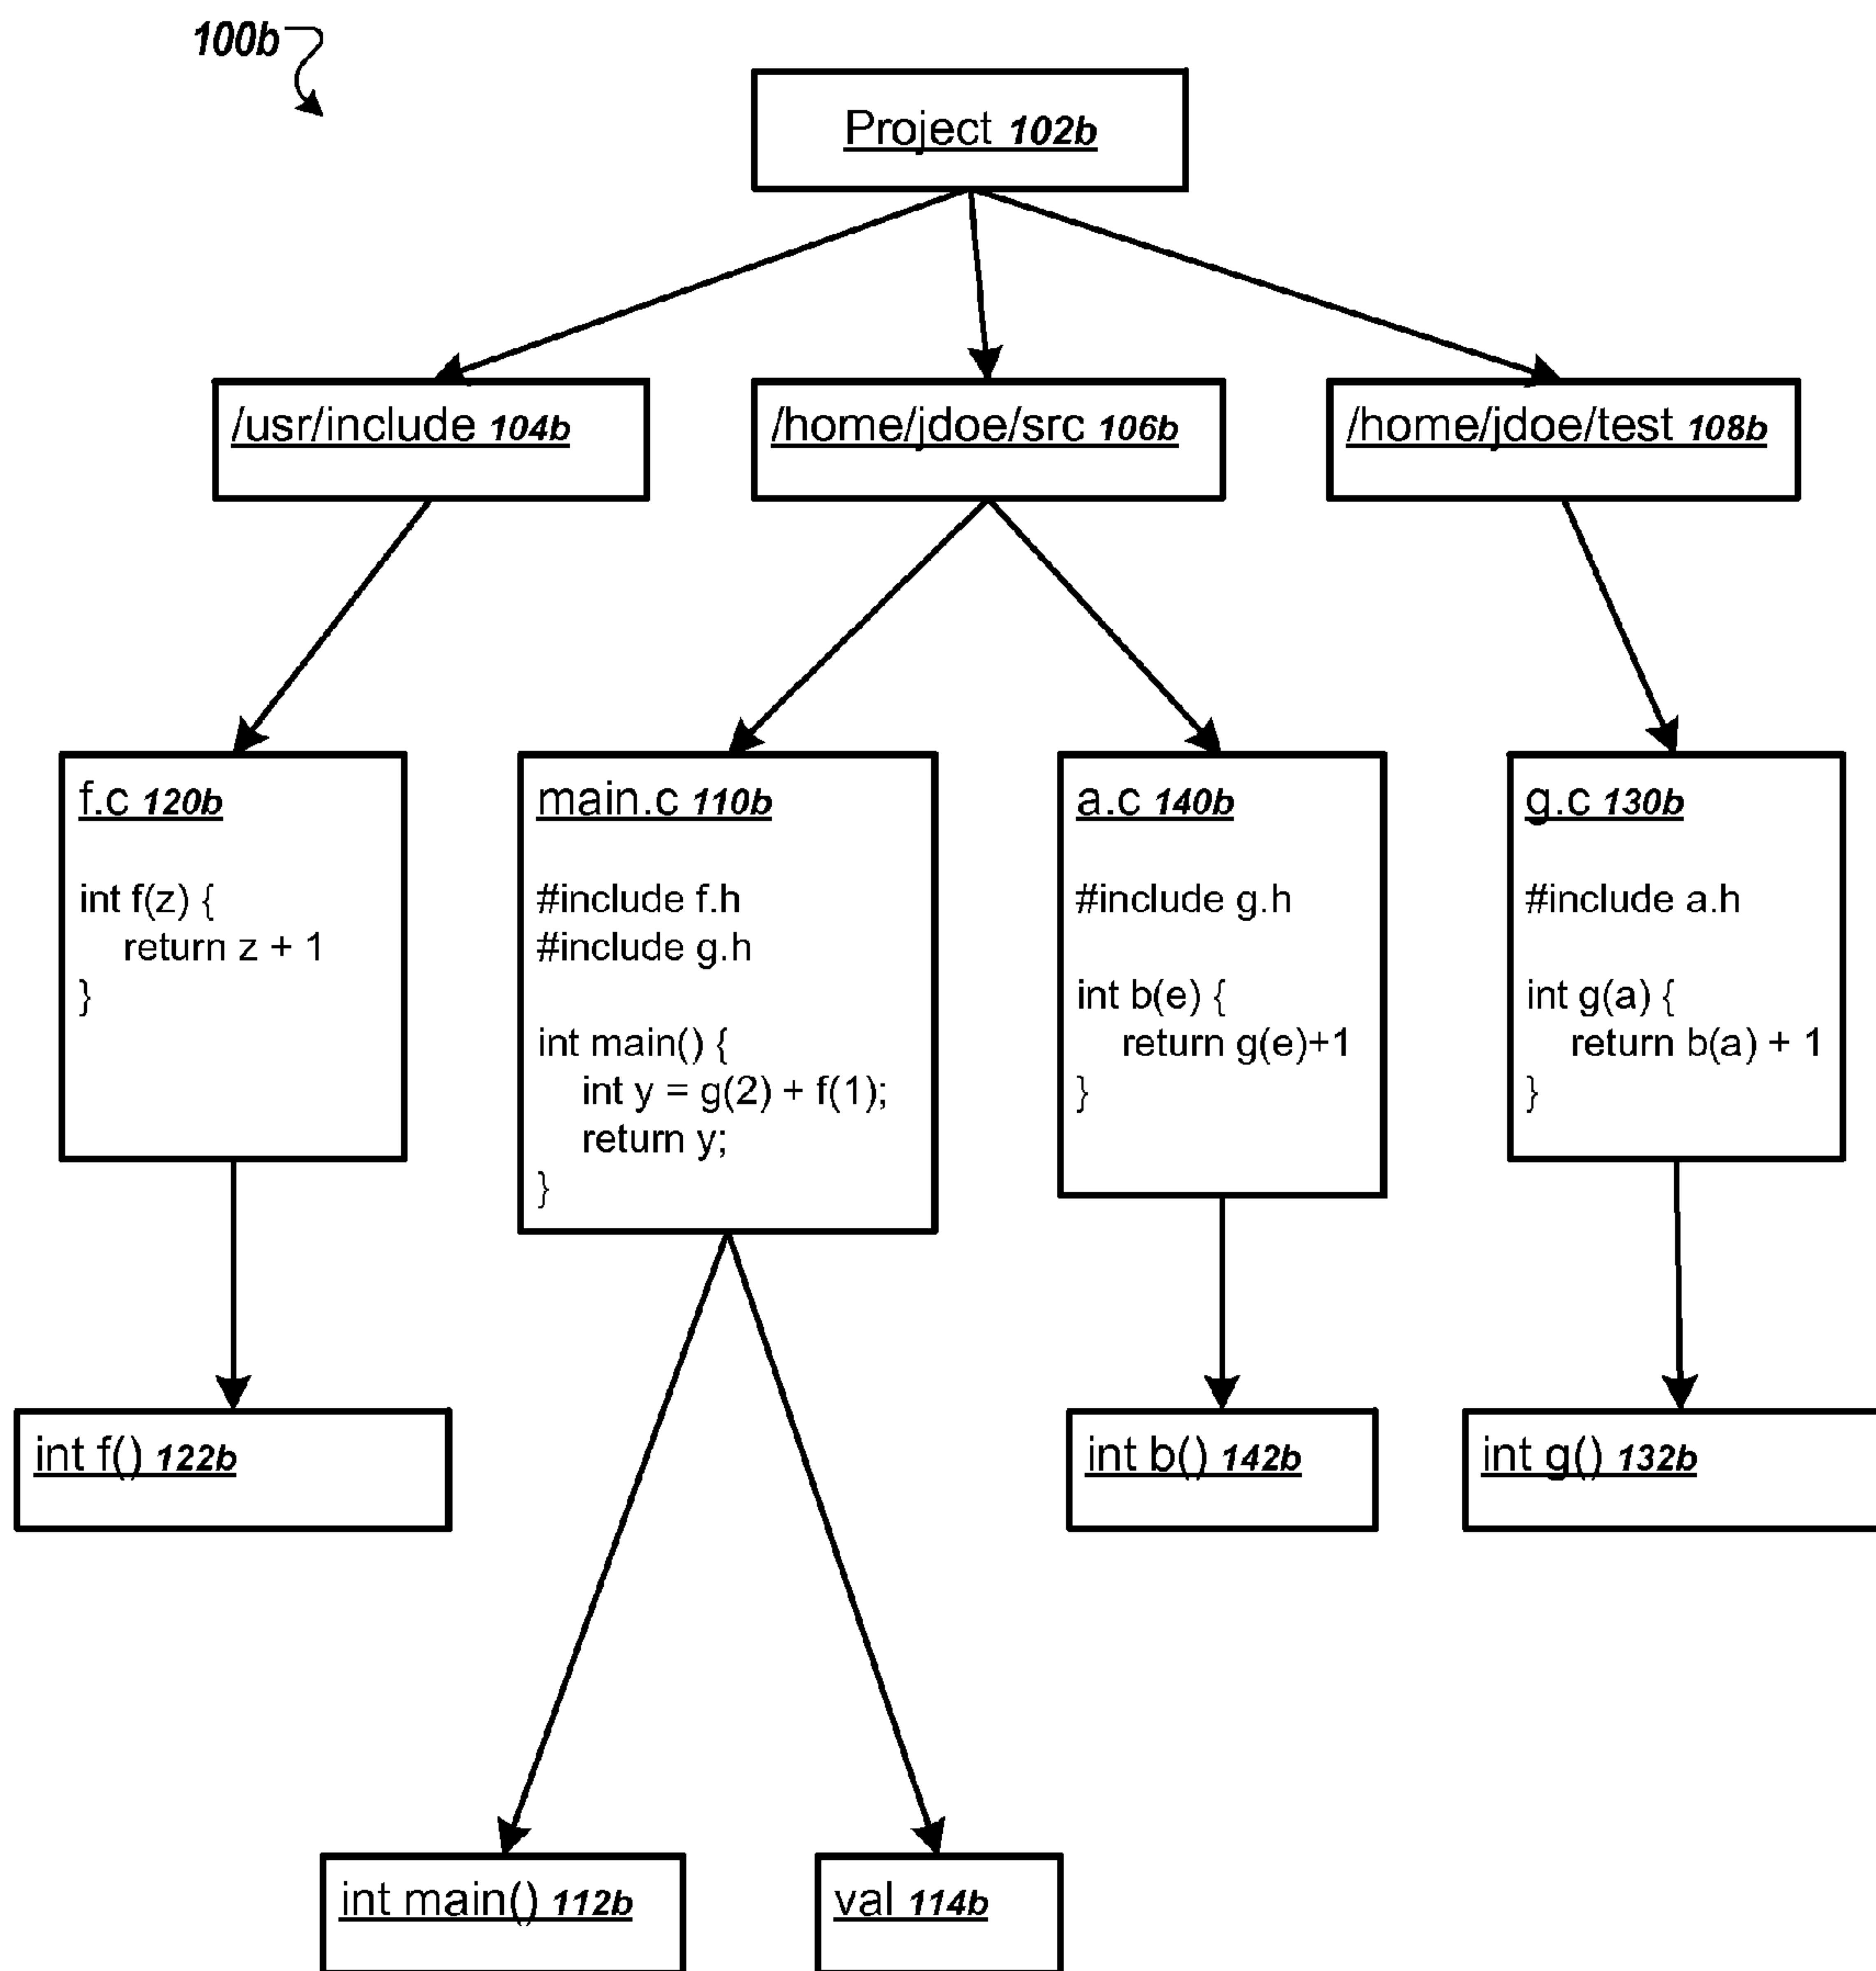 100b
Project 102b
/usr/include 104b
/home/jdoe/src 106b
/home/jdoe/test 108b
f.c 120b
int f(z) {
return z + 1
}
main.c 110b
#include f.h
#include g.h
int main() {
int y = g(2) + f(1);
return y;
}
a.c 140b
#include g.h
int b(e) {
return g(e)+1
}
g.c 130b
#include a.h
int g(a) {
return b(a) + 1
}
int f() 122b
int b() 142b
int g() 132b
int main() 112b
val 114b